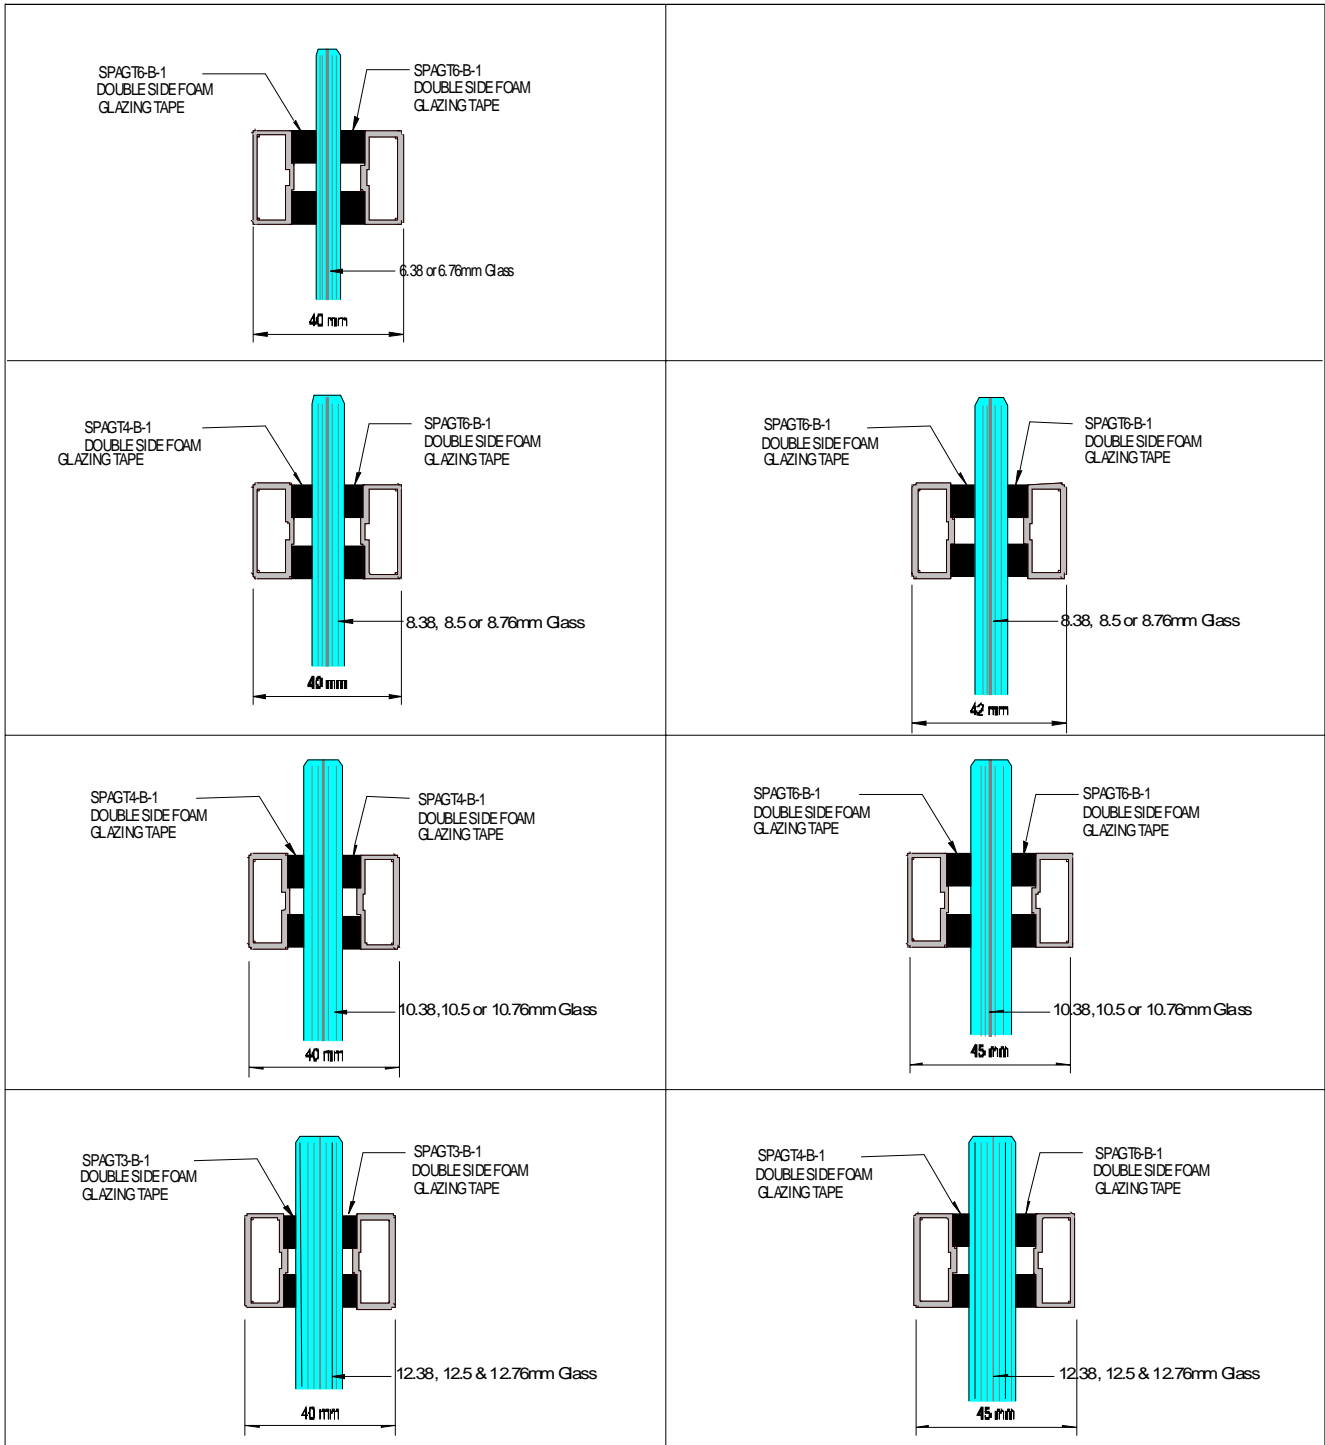 SPAGT6-B-1
DOUBLE SIDE FOAM
GLAZING TAPE
SPAGT6-B-1
DOUBLE SIDE FOAM
GLAZING TAPE
6.38 or 6.76mm Glass
40 mm
SPAGT4-B-1
DOUBLE SIDE FOAM
GLAZING TAPE
SPAGT6-B-1
DOUBLE SIDE FOAM
GLAZING TAPE
8.38, 8.5 or 8.76mm Glass
40 mm
SPAGT6-B-1
DOUBLE SIDE FOAM
GLAZING TAPE
SPAGT6-B-1
DOUBLE SIDE FOAM
GLAZING TAPE
8.38, 8.5 or 8.76mm Glass
42 mm
SPAGT4-B-1
DOUBLE SIDE FOAM
GLAZING TAPE
SPAGT4-B-1
DOUBLE SIDE FOAM
GLAZING TAPE
10.38,10.5 or 10.76mm Glass
40 mm
SPAGT6-B-1
DOUBLE SIDE FOAM
GLAZING TAPE
SPAGT6-B-1
DOUBLE SIDE FOAM
GLAZING TAPE
10.38,10.5 or 10.76mm Glass
45 mm
SPAGT3-B-1
DOUBLE SIDE FOAM
GLAZING TAPE
SPAGT3-B-1
DOUBLE SIDE FOAM
GLAZING TAPE
12.38, 12.5 & 12.76mm Glass
40 mm
SPAGT4-B-1
DOUBLE SIDE FOAM
GLAZING TAPE
SPAGT6-B-1
DOUBLE SIDE FOAM
GLAZING TAPE
12.38, 12.5 & 12.76mm Glass
45 mm